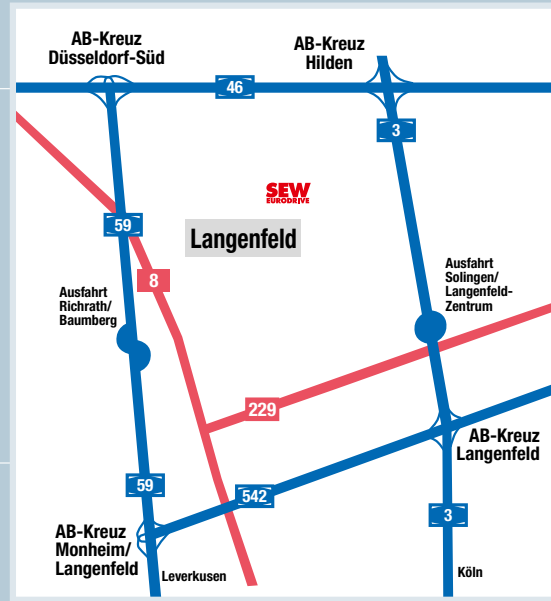 AB-Kreuz
Düsseldorf-Süd
AB-Kreuz
Hilden
46
3
SEW
EURODRIVE
59
Langenfeld
8
Ausfahrt
Richrath/
Baumberg
Ausfahrt
Solingen/
Langenfeld-
Zentrum
229
AB-Kreuz
Langenfeld
59
542
3
AB-Kreuz
Monheim/
Langenfeld
Leverkusen
Köln